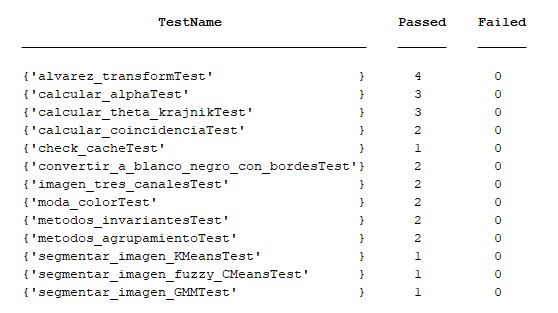 TestName Passed Failed
{'alvarez_transformTest' } 4 0
{'calcular_alphaTest' } 3 0
{'calcular_theta_krajnikTest' } 3 0
{'calcular_coincidenciaTest' } 2 0
{'check_cacheTest' } 1 0
{'convertir_a_blanco_negro_con_bordesTest'} 2 0
{'imagen_tres_canalesTest' } 2 0
{'moda_colorTest' } 2 0
{'metodos_invariantesTest' } 2 0
{'metodos_agrupamientoTest' } 2 0
{'segmentar_imagen_KMeansTest' } 1 0
{'segmentar_imagen_fuzzy_CMeansTest' } 1 0
{'segmentar_imagen_GMMTest' } 1 0